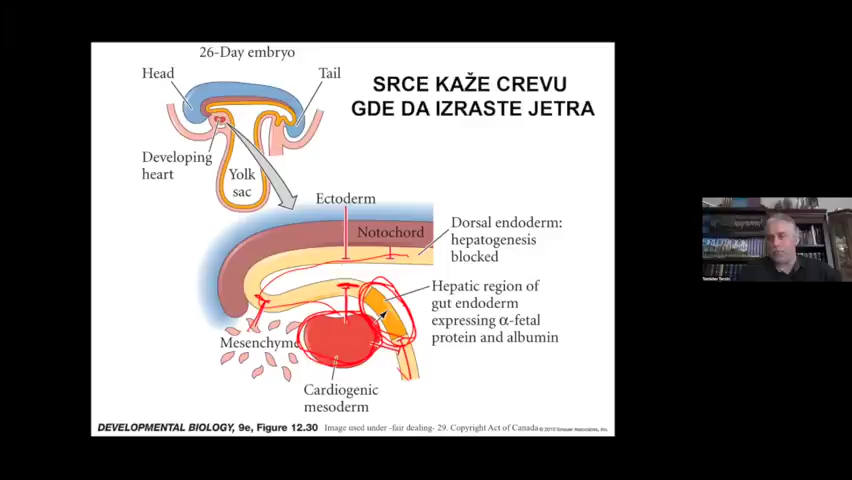 26-Day embryo
Head
Tail
SRCE KAŽE CREVU
GDE DA IZRASTE JETRA
Developing
heart
Yolk
sac
Ectoderm
Notochord
Dorsal endoderm:
hepatogenesis
blocked
Hepatic region of
gut endoderm
expressing α-fetal
protein and albumin
Mesenchyme
Cardiogenic
mesoderm
DEVELOPMENTAL BIOLOGY, 9e, Figure 12.30 Image used under -fair dealing- 29. Copyright Act of Canada © 2010 Sinauer Associates, Inc.